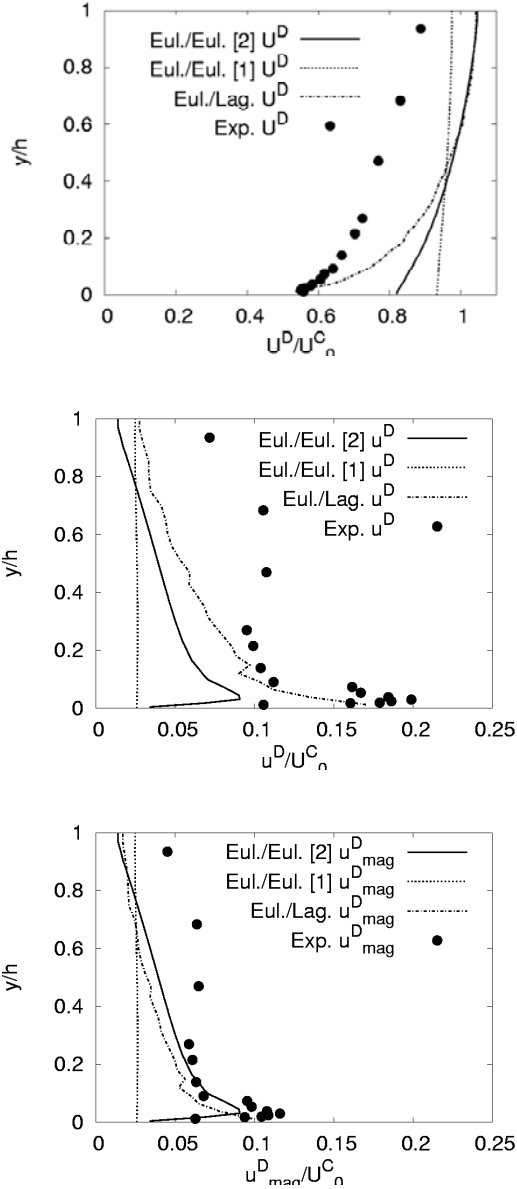 1
0.8
0.6
0.4
0.2
0
y/h
Eul./Eul. [2] U^D
Eul./Eul. [1] U^D
Eul./Lag. U^D
Exp. U^D
0 0.2 0.4 0.6 0.8 1
U^D/U^C_0
1
0.8
0.6
0.4
0.2
0
y/h
Eul./Eul. [2] u^D
Eul./Eul. [1] u^D
Eul./Lag. u^D
Exp. u^D
0 0.05 0.1 0.15 0.2 0.25
u^D/U^C_0
1
0.8
0.6
0.4
0.2
0
y/h
Eul./Eul. [2] u^D_mag
Eul./Eul. [1] u^D_mag
Eul./Lag. u^D_mag
Exp. u^D_mag
0 0.05 0.1 0.15 0.2 0.25
u^D_mag/U^C_0